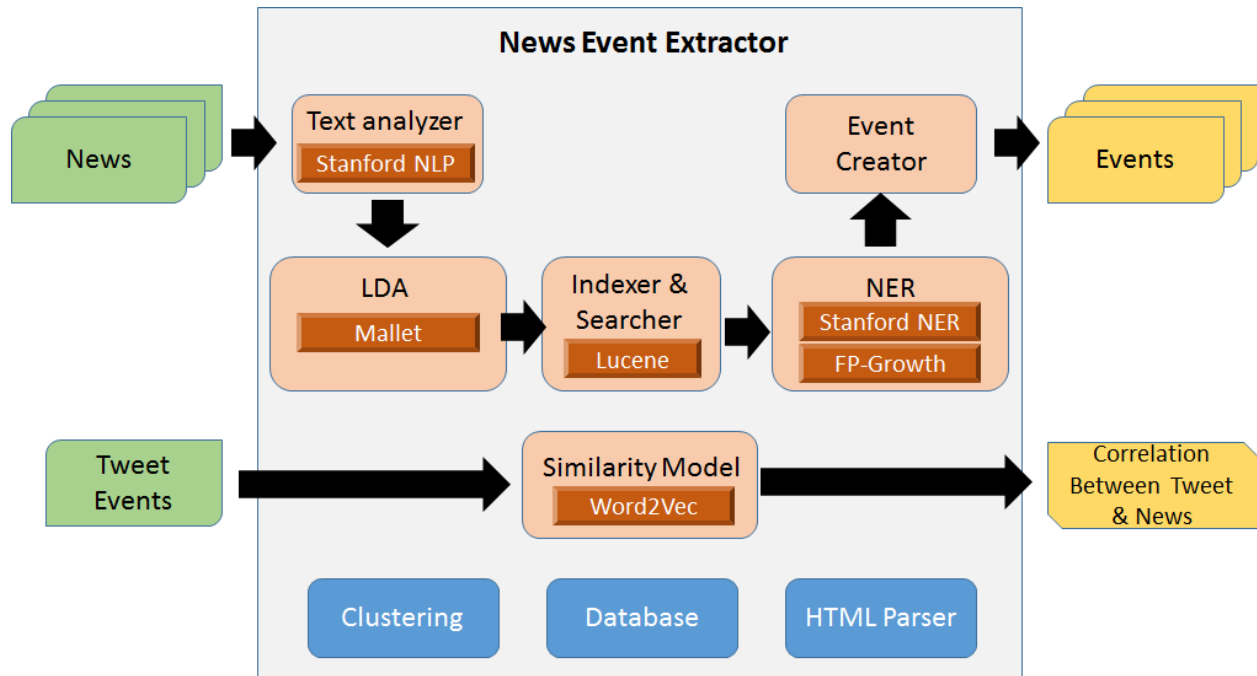 News Event Extractor
News
Text analyzer
Stanford NLP
Event
Creator
Events
LDA
Mallet
Indexer &
Searcher
Lucene
NER
Stanford NER
FP-Growth
Tweet
Events
Similarity Model
Word2Vec
Correlation
Between Tweet
& News
Clustering
Database
HTML Parser